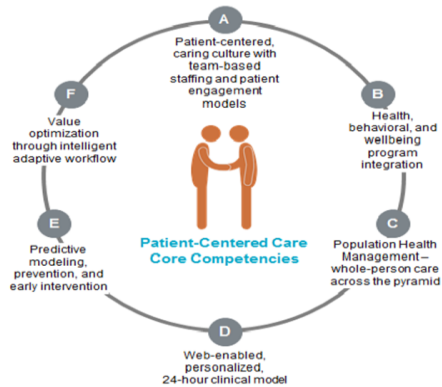 A
Patient-centered,
caring culture with
team-based
staffing and patient
engagement
models
B
Health,
behavioral, and
wellbeing
program
integration
C
Population Health
Management –
whole-person care
across the pyramid
D
Web-enabled,
personalized,
24-hour clinical model
E
Predictive
modeling,
prevention, and
early intervention
F
Value
optimization
through intelligent
adaptive workflow
Patient-Centered Care
Core Competencies